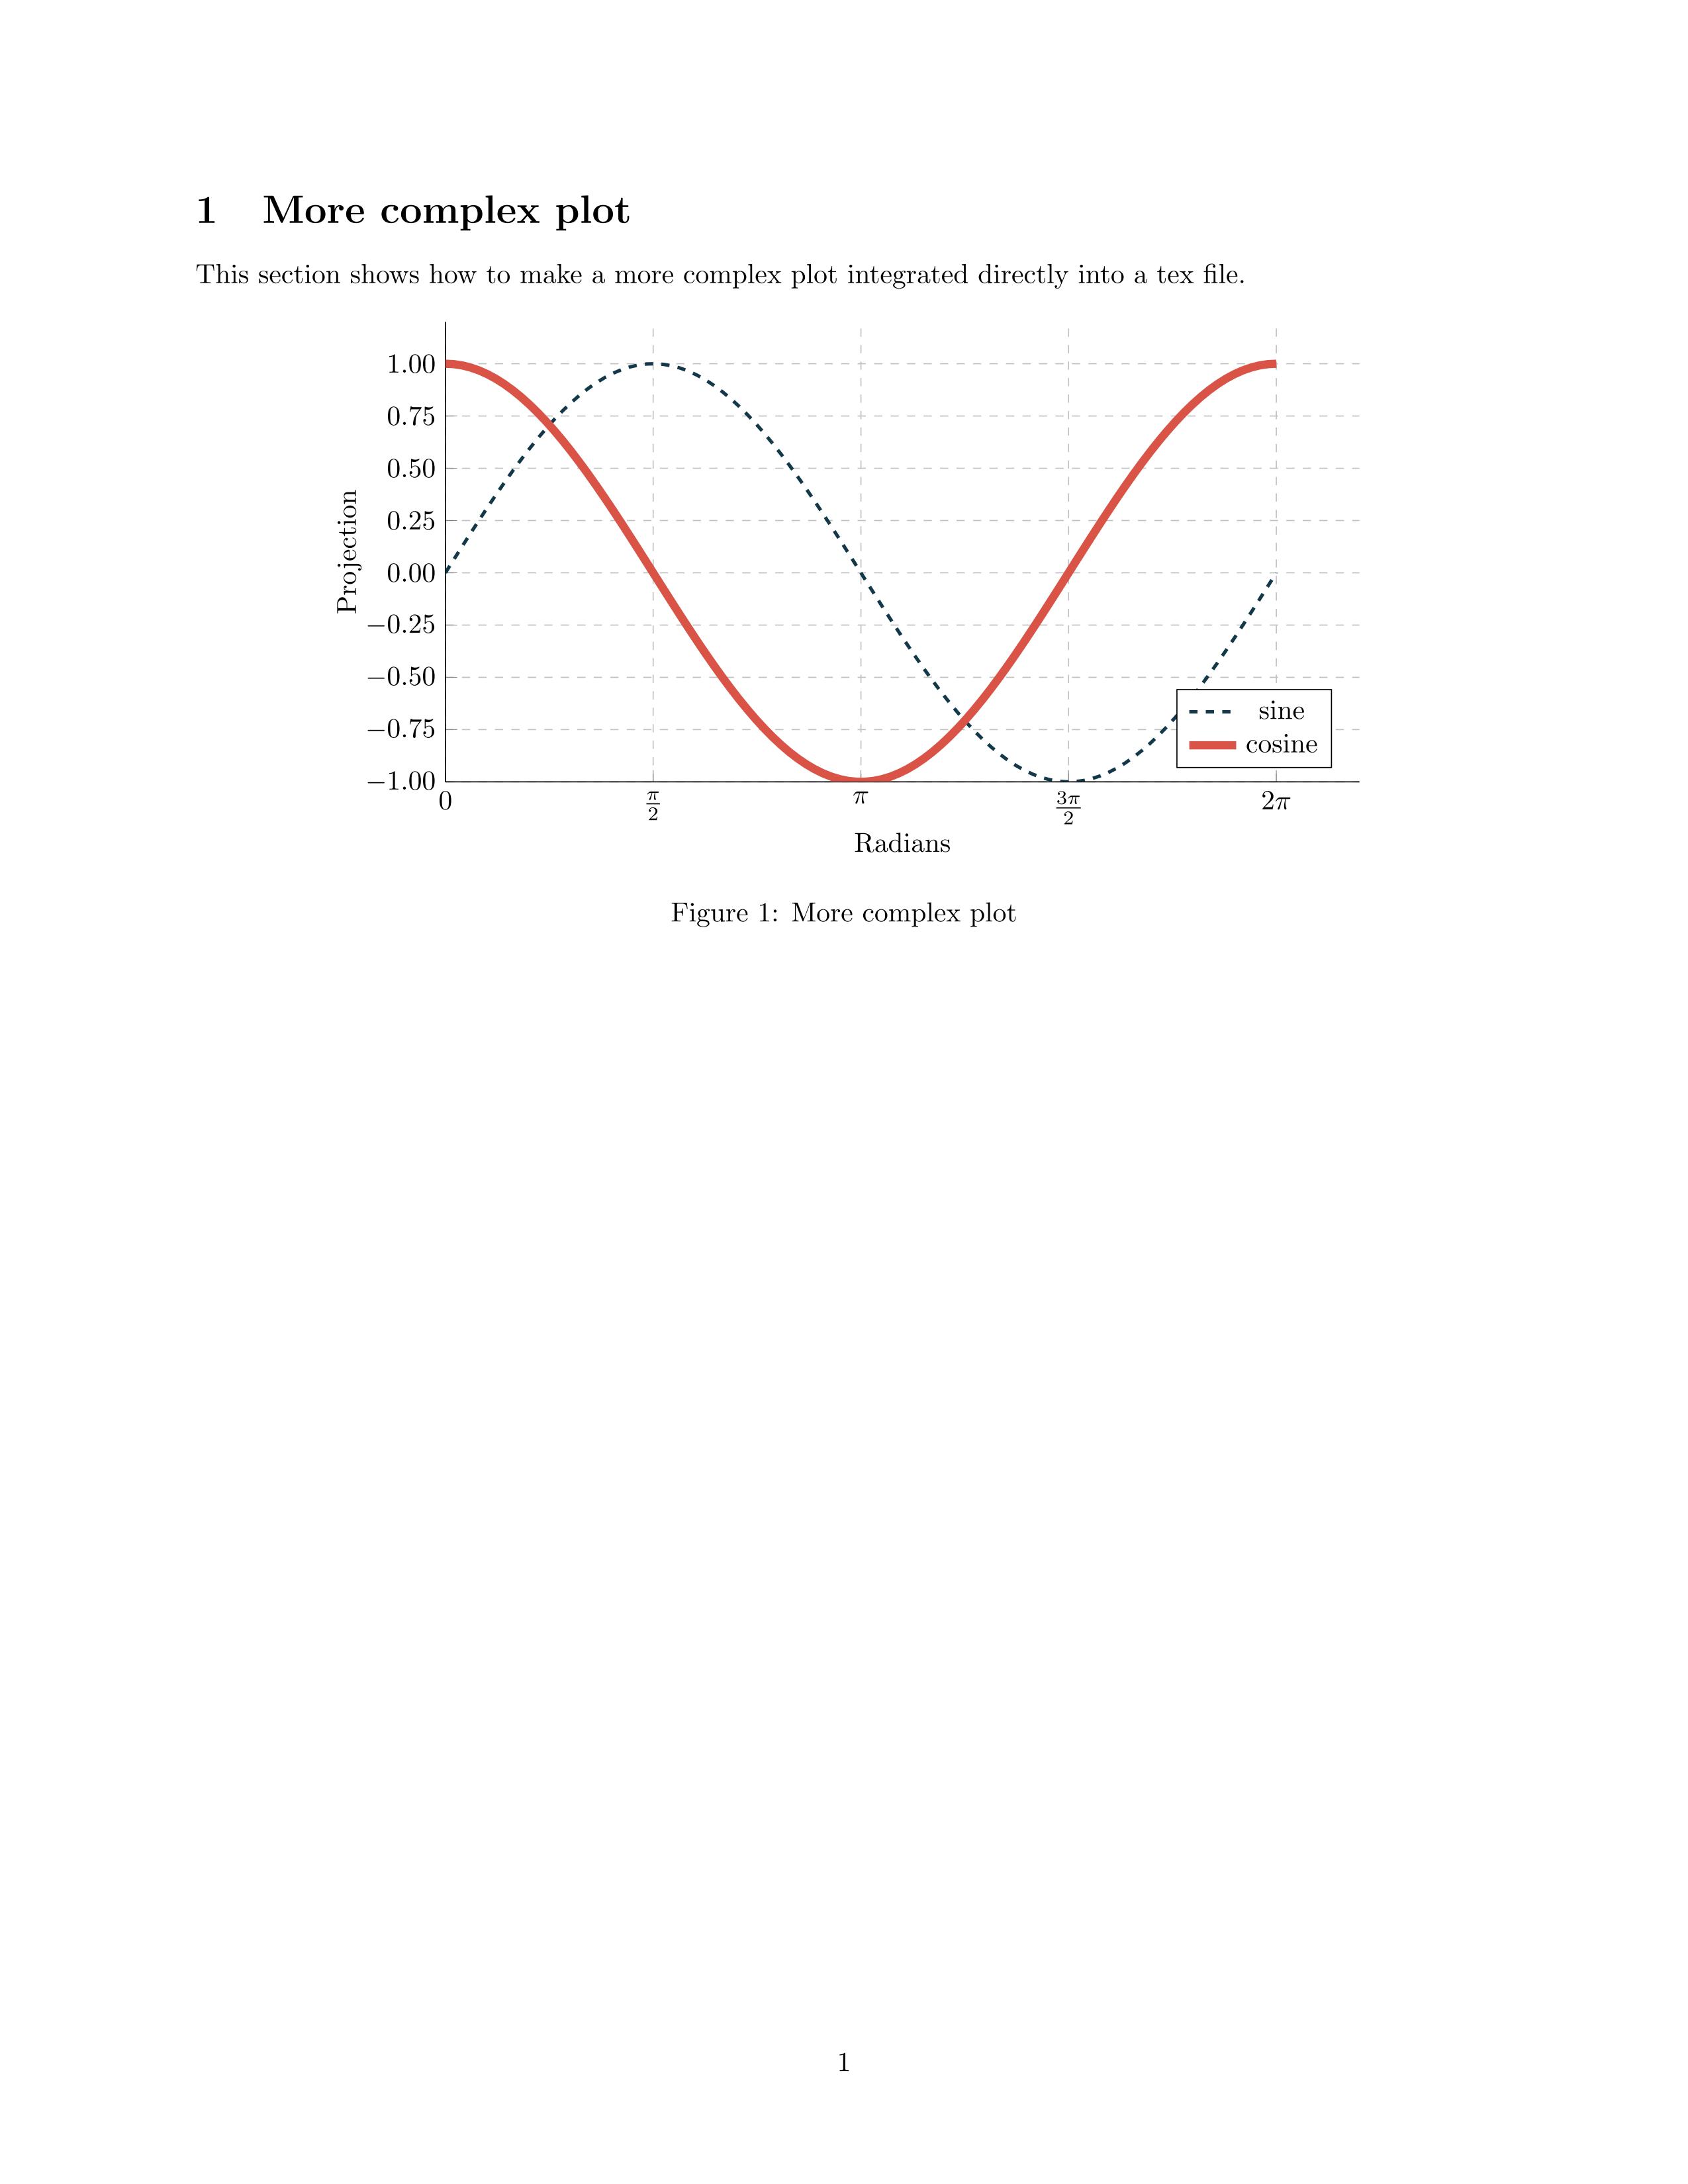 1 More complex plot
This section shows how to make a more complex plot integrated directly into a tex file.
1.00
0.75
0.50
0.25
0.00
−0.25
−0.50
−0.75
−1.00
Projection
sine
cosine
0 π/2 π 3π/2 2π
Radians
Figure 1: More complex plot
1